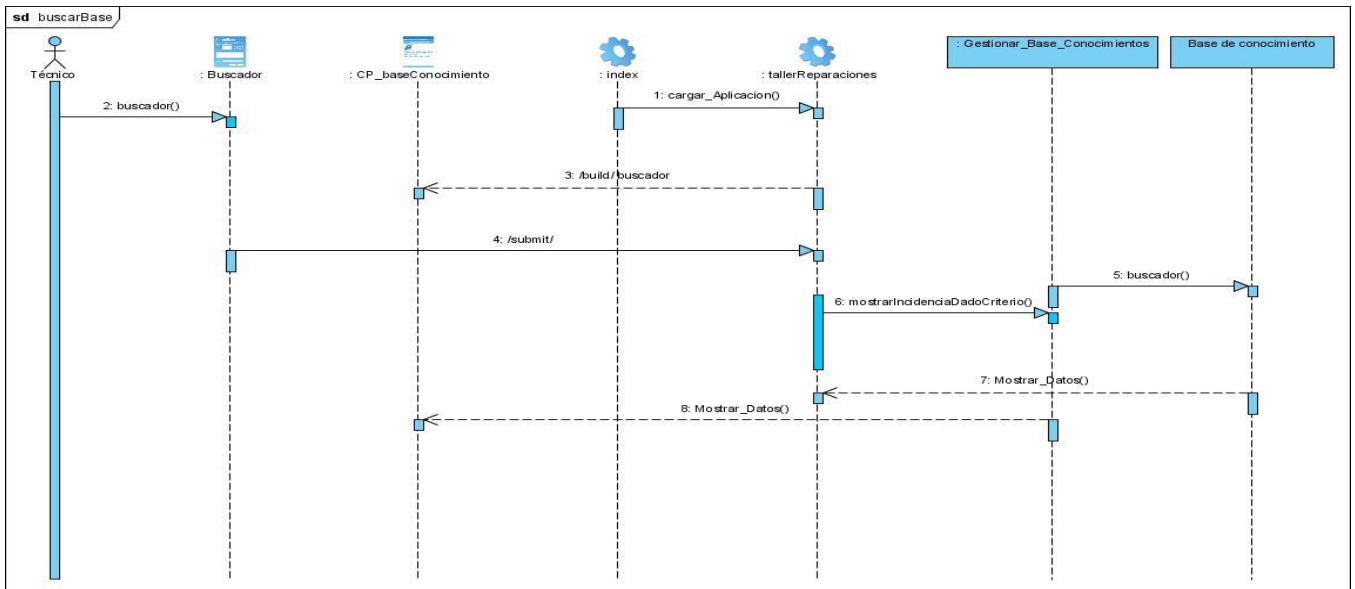 sd buscarBase
Técnico
: Buscador
: CP_baseConocimiento
: index
: tallerReparaciones
: Gestionar_Base_Conocimientos
Base de conocimiento
1: cargar_Aplicacion()
2: buscador()
3: /build/ buscador
4: /submit/
5: buscador()
6: mostrarIncidenciaDadoCriterio()
7: Mostrar_Datos()
8: Mostrar_Datos()